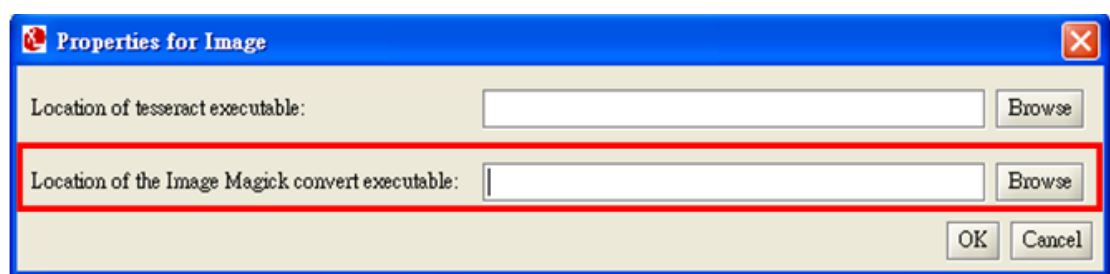 Properties for Image
Location of tesseract executable: Browse
Location of the Image Magick convert executable: Browse
OK Cancel